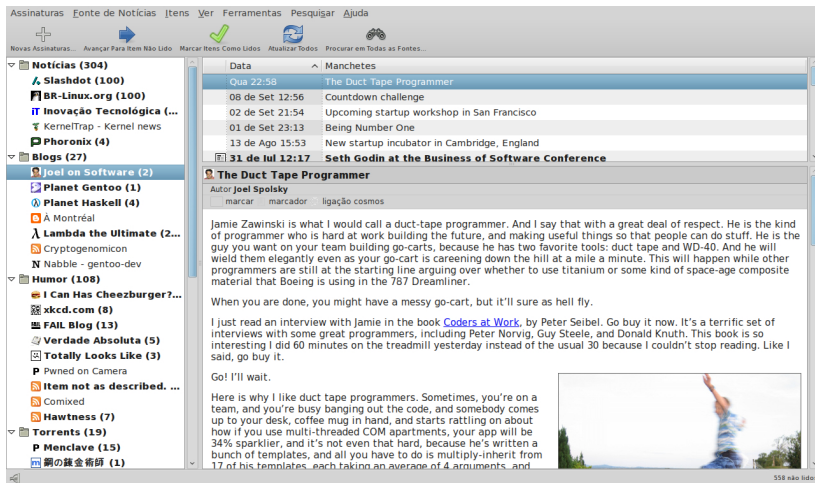 Assinaturas Fonte de Notícias Itens Ver Ferramentas Pesquisar Ajuda
Novas Assinaturas... Avançar Para Item Não Lido Marcar Itens Como Lidos Atualizar Todos Procurar em Todas as Fontes...
Notícias (304)
Slashdot (100)
BR-Linux.org (100)
Inovação Tecnológica (...
KernelTrap - Kernel news
Phoronix (4)
Blogs (27)
Joel on Software (2)
Planet Gentoo (1)
Planet Haskell (4)
À Montréal
Lambda the Ultimate (2...
Cryptogenomicon
Nabble - gentoo-dev
Humor (108)
I Can Has Cheezburger?...
xkcd.com (8)
FAIL Blog (13)
Verdade Absoluta (5)
Totally Looks Like (3)
Pwned on Camera
Item not as described. ...
Comixed
Hawtness (7)
Torrents (19)
Menclave (15)
鋼の錬金術師 (1)
Data Manchetes
Qua 22:58 The Duct Tape Programmer
08 de Set 12:56 Countdown challenge
02 de Set 21:54 Upcoming startup workshop in San Francisco
01 de Set 23:13 Being Number One
13 de Ago 15:53 New startup incubator in Cambridge, England
31 de Jul 12:17 Seth Godin at the Business of Software Conference
The Duct Tape Programmer
Autor Joel Spolsky
marcar marcador ligação cosmos
Jamie Zawinski is what I would call a duct-tape programmer. And I say that with a great deal of respect. He is the kind
of programmer who is hard at work building the future, and making useful things so that people can do stuff. He is the
guy you want on your team building go-carts, because he has two favorite tools: duct tape and WD-40. And he will
wield them elegantly even as your go-cart is careening down the hill at a mile a minute. This will happen while other
programmers are still at the starting line arguing over whether to use titanium or some kind of space-age composite
material that Boeing is using in the 787 Dreamliner.
When you are done, you might have a messy go-cart, but it'll sure as hell fly.
I just read an interview with Jamie in the book Coders at Work, by Peter Seibel. Go buy it now. It's a terrific set of
interviews with some great programmers, including Peter Norvig, Guy Steele, and Donald Knuth. This book is so
interesting I did 60 minutes on the treadmill yesterday instead of the usual 30 because I couldn't stop reading. Like I
said, go buy it.
Go! I'll wait.
Here is why I like duct tape programmers. Sometimes, you're on a
team, and you're busy banging out the code, and somebody comes
up to your desk, coffee mug in hand, and starts rattling on about
how if you use multi-threaded COM apartments, your app will be
34% sparklier, and it's not even that hard, because he's written a
bunch of templates, and all you have to do is multiply-inherit from
17 of his templates, each taking an average of 4 arguments, and
558 não lido